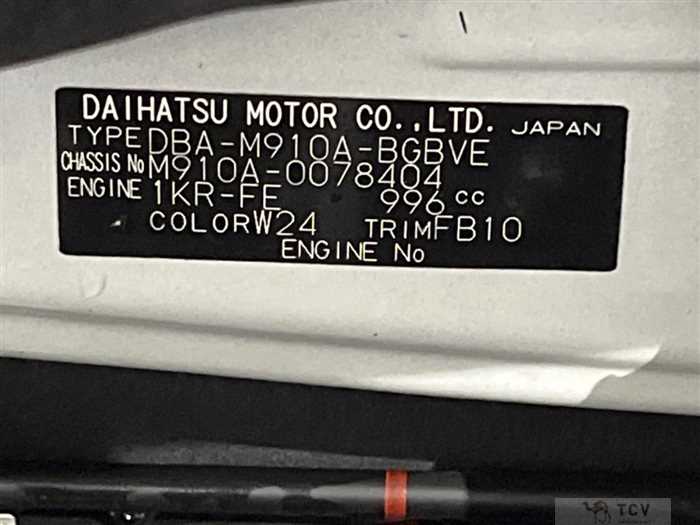 DAIHATSU MOTOR CO.,LTD. JAPAN
TYPE DBA-M910A-BGBVE
CHASSIS No M910A-0078404
ENGINE 1KR-FE 996 cc
COLOR W24 TRIM FB10
ENGINE No
TCV